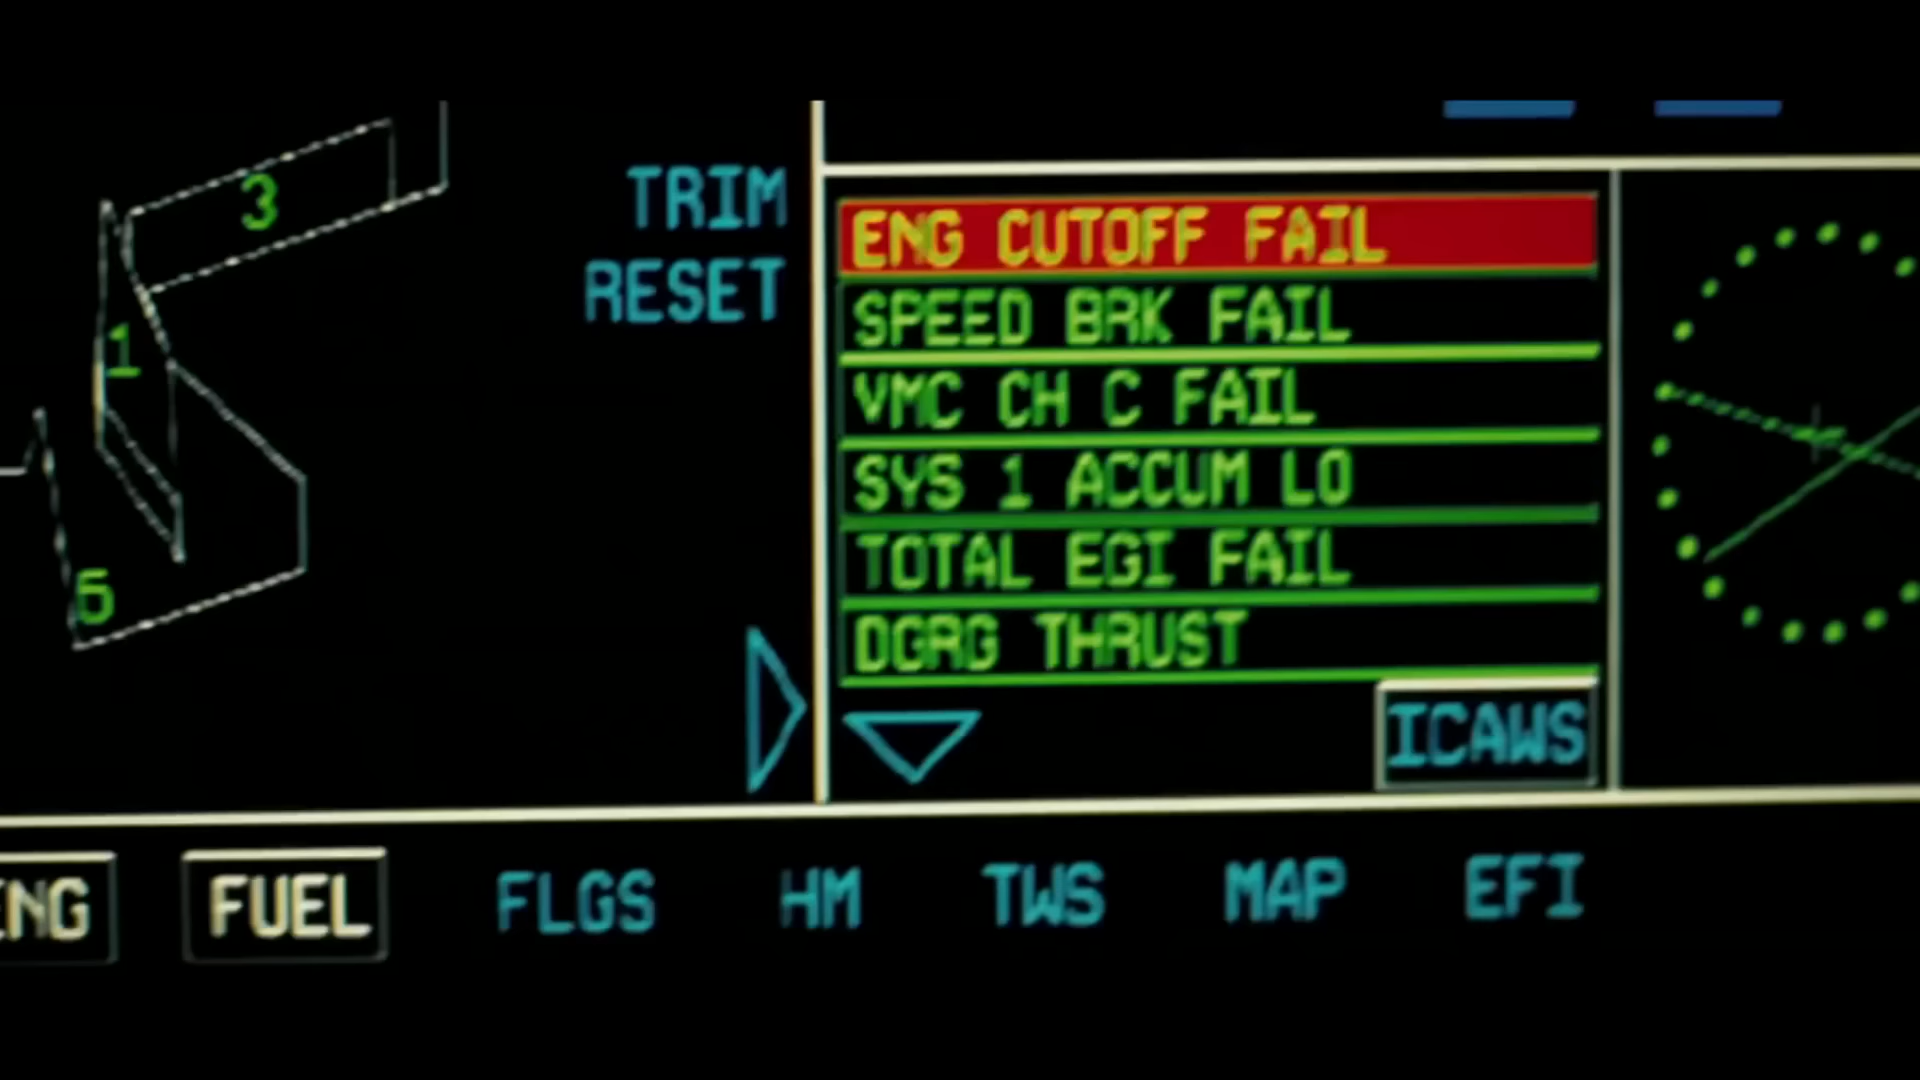 3
TRIM
RESET
1
5
ENG CUTOFF FAIL
SPEED BRK FAIL
VMC CH C FAIL
SYS 1 ACCUM LO
TOTAL EGI FAIL
DGRG THRUST
ICAWS
ENG FUEL FLGS HM TWS MAP EFI